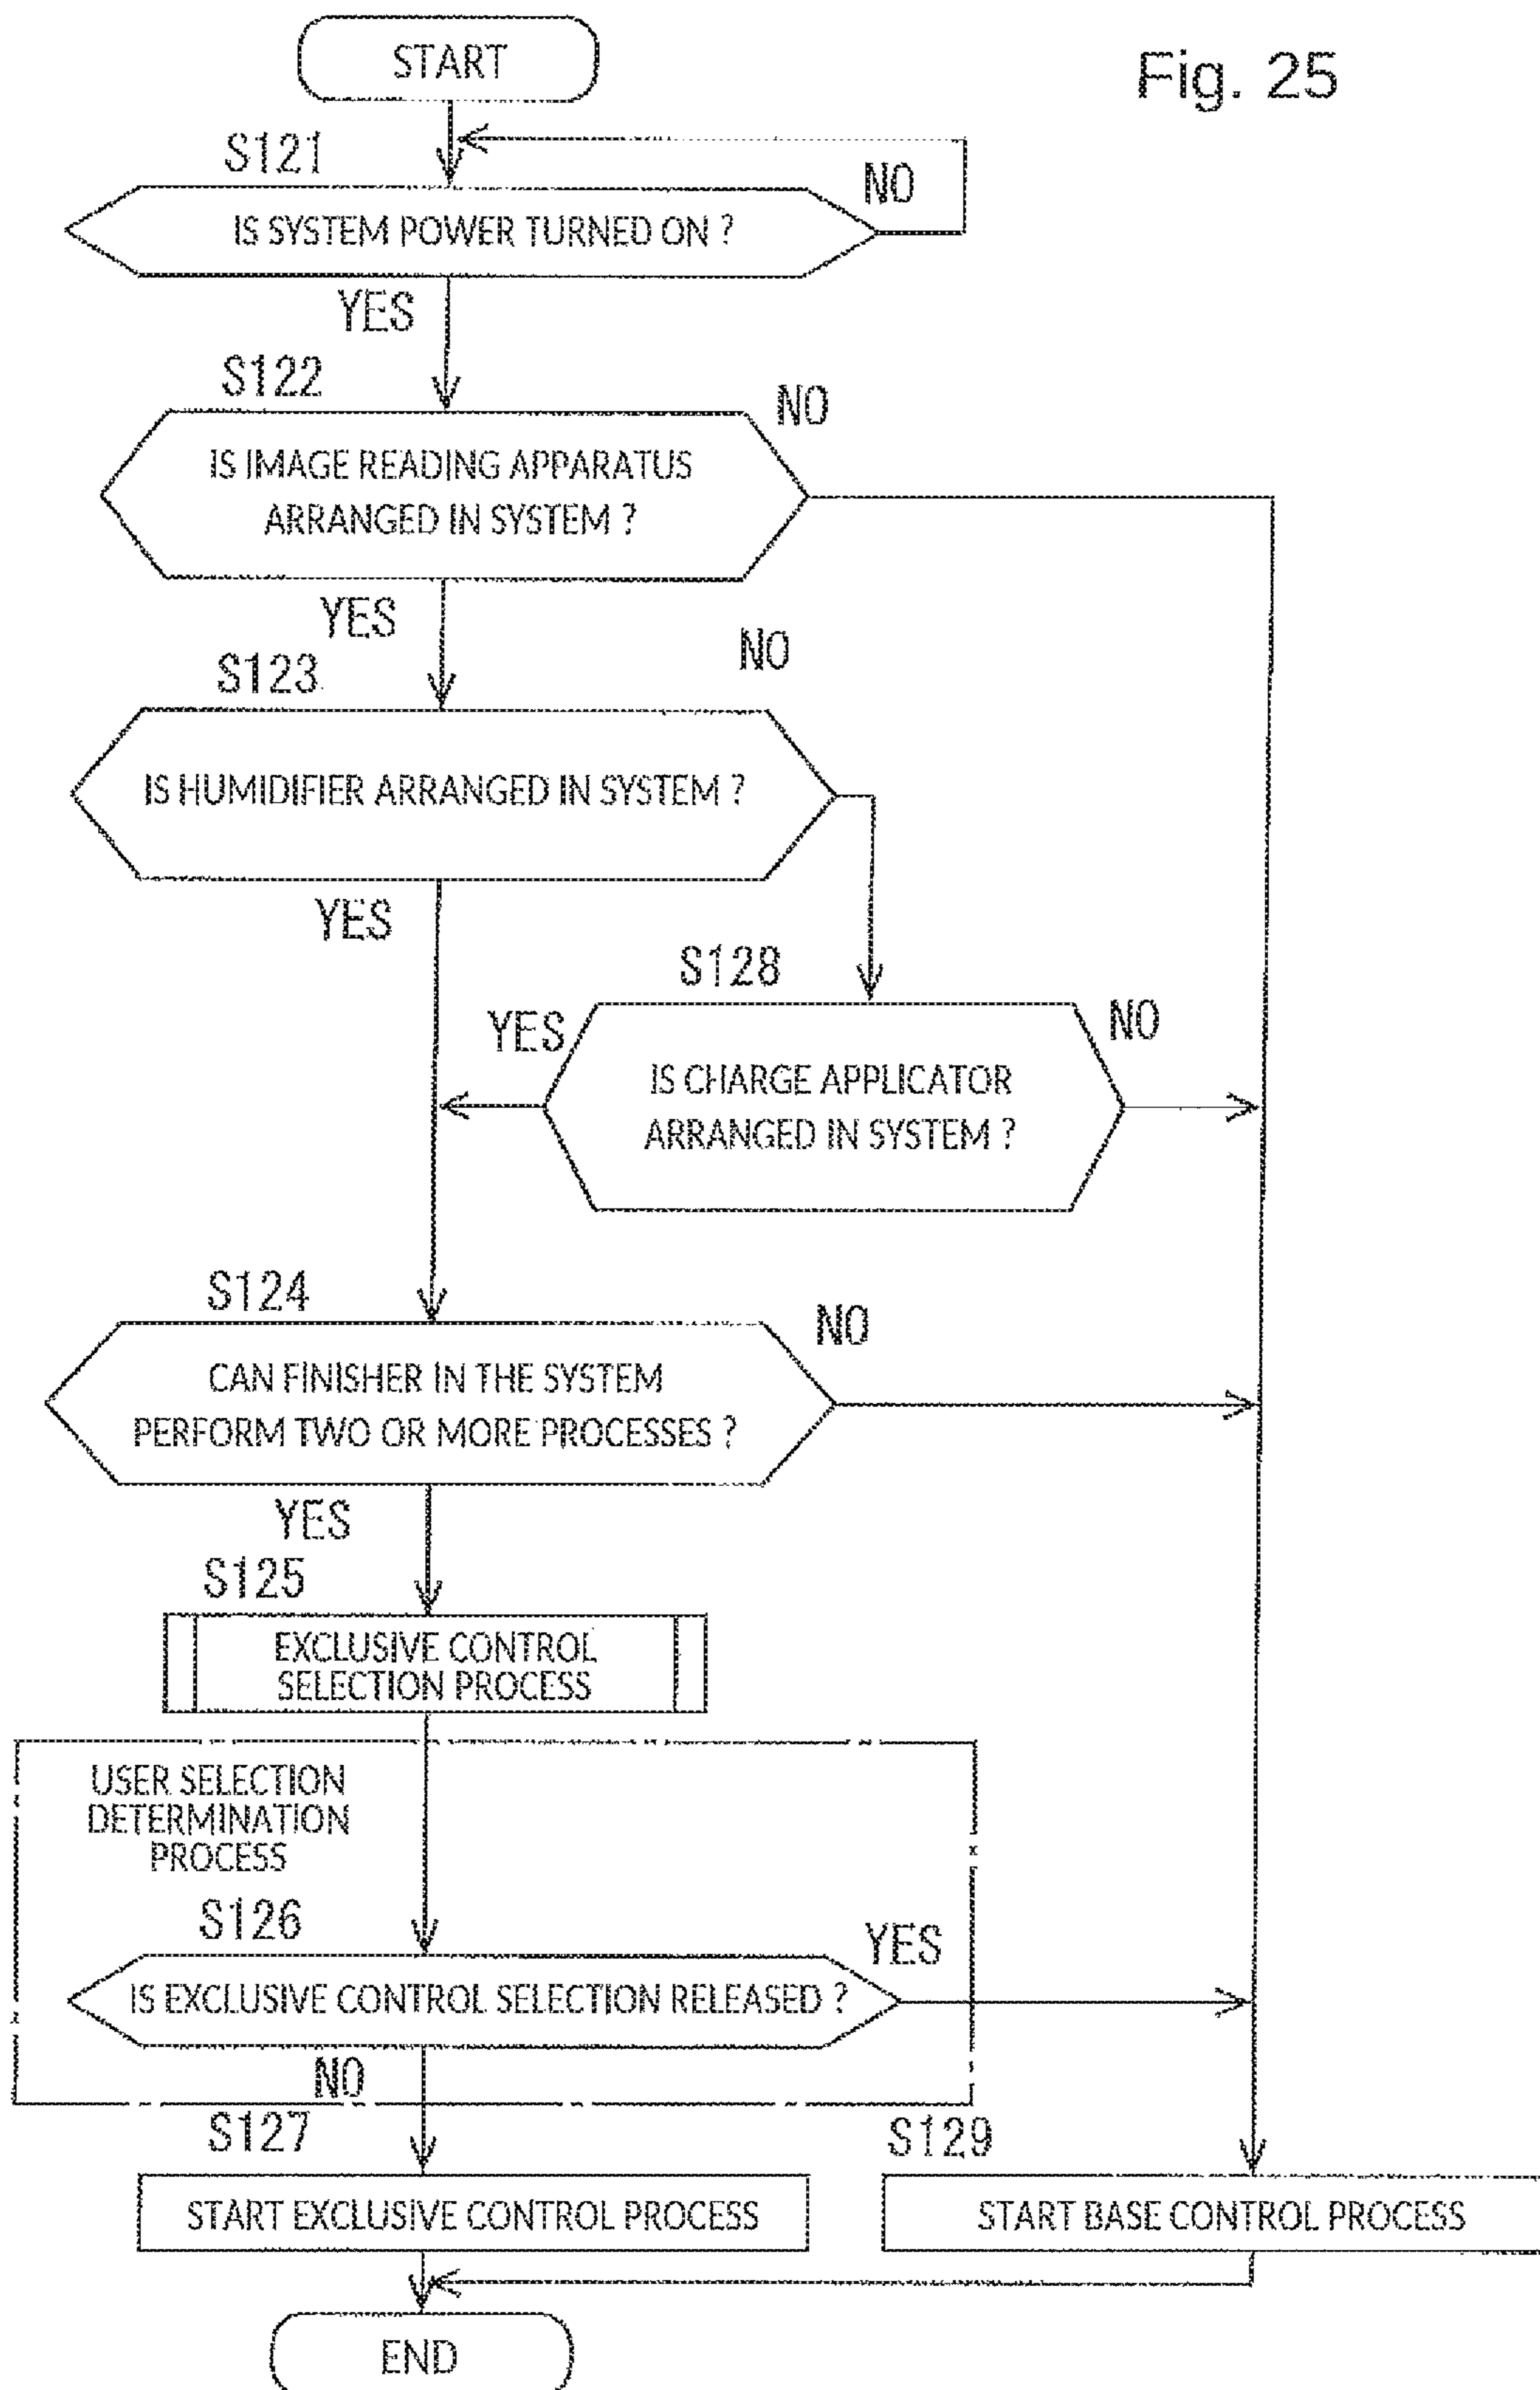 START
Fig. 25
S121
NO
IS SYSTEM POWER TURNED ON ?
YES
S122
NO
IS IMAGE READING APPARATUS
ARRANGED IN SYSTEM ?
YES
NO
S123
IS HUMIDIFIER ARRANGED IN SYSTEM ?
YES
S128
YES
NO
IS CHARGE APPLICATOR
ARRANGED IN SYSTEM ?
S124
NO
CAN FINISHER IN THE SYSTEM
PERFORM TWO OR MORE PROCESSES ?
YES
S125
EXCLUSIVE CONTROL
SELECTION PROCESS
USER SELECTION
DETERMINATION
PROCESS
S126
YES
IS EXCLUSIVE CONTROL SELECTION RELEASED ?
NO
S127
S129
START EXCLUSIVE CONTROL PROCESS
START BASE CONTROL PROCESS
END